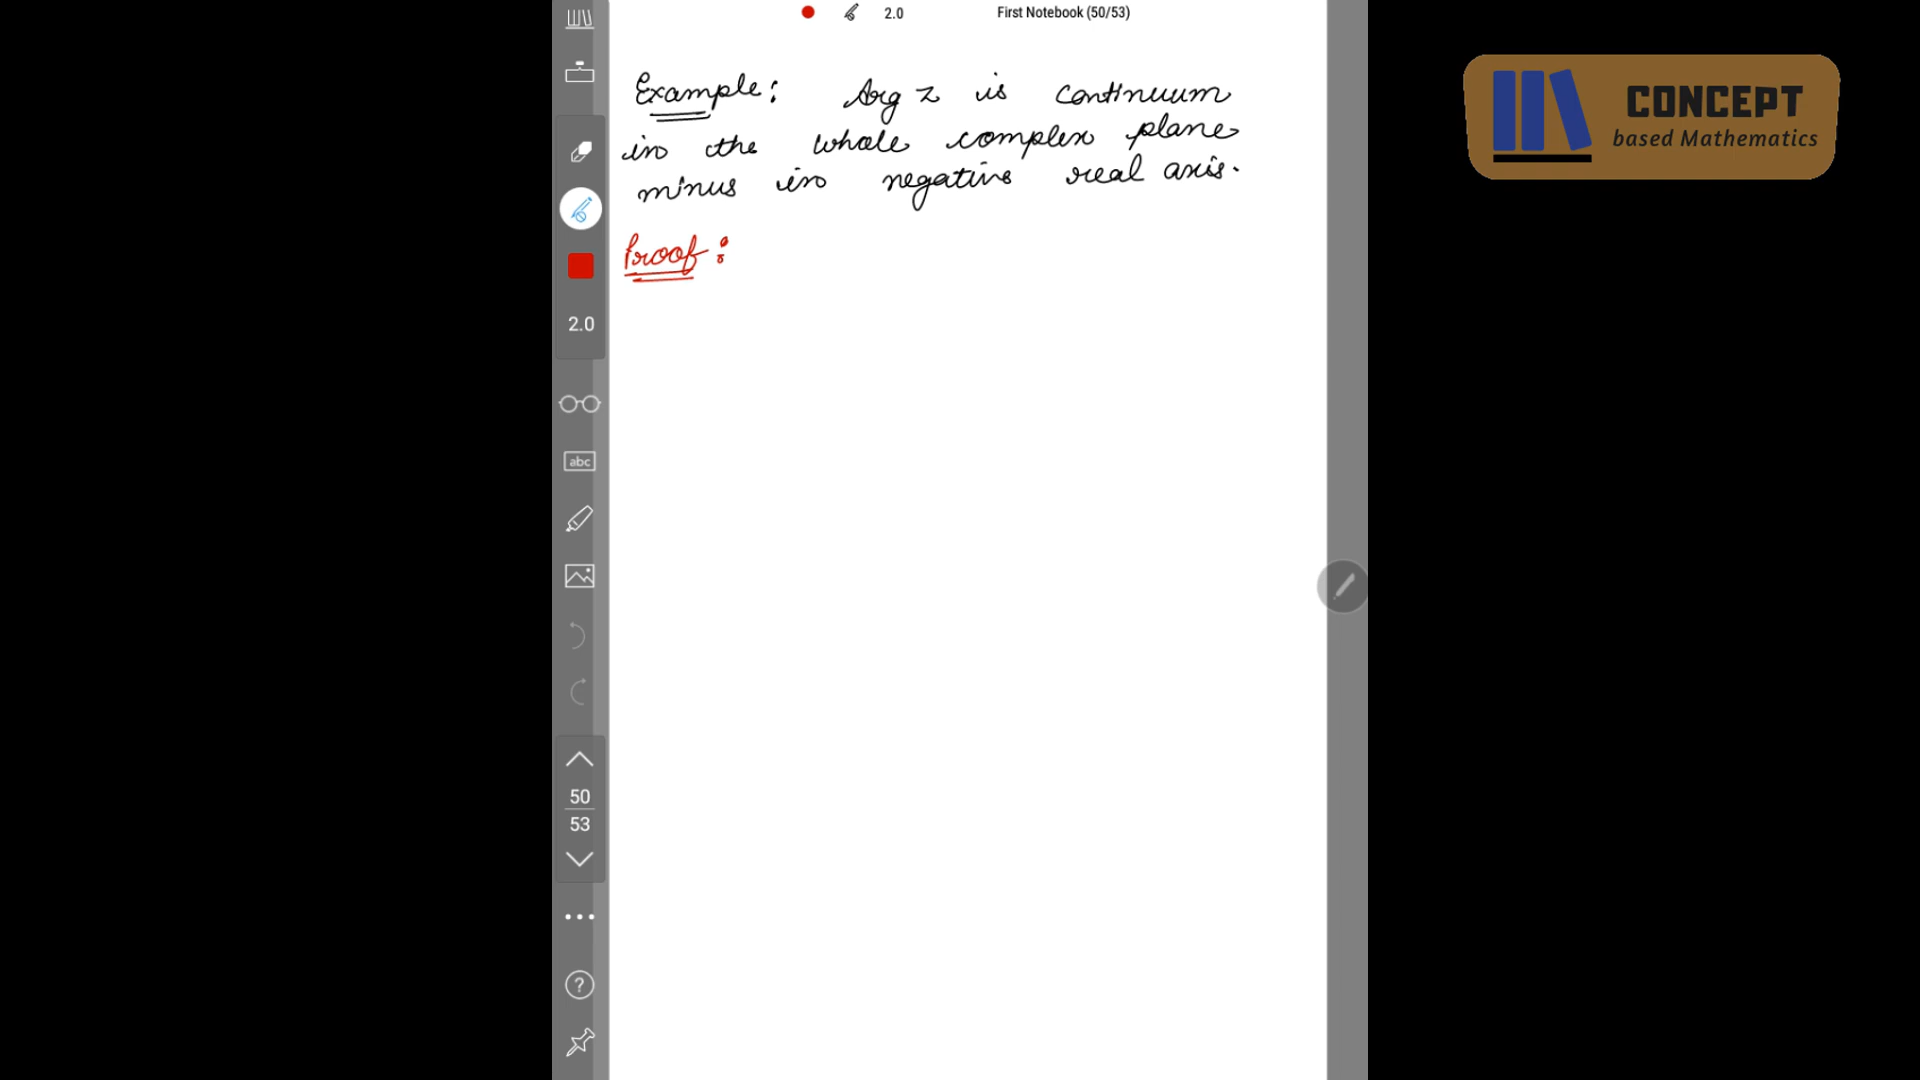 2.0 First Notebook (50/53)
CONCEPT
based Mathematics
Example: Arg z is continuum
in the whole complex plane
minus in negative real axis.
Proof:
2.0
abc
50
53
?